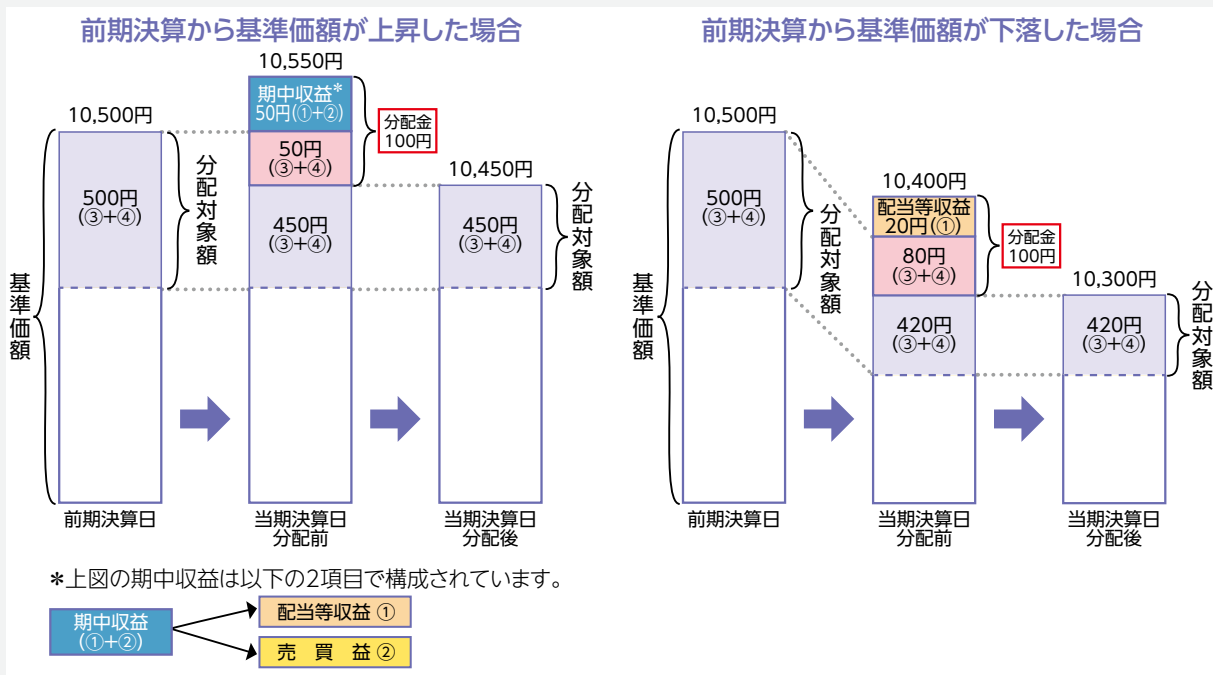 前期決算から基準価額が上昇した場合
10,550円
期中収益*
50円(①+②)
10,500円
分配金
100円
50円
(③+④)
10,450円
500円
(③+④)
分配対象額
450円
(③+④)
450円
(③+④)
分配対象額
基準価額
前期決算日
当期決算日
分配前
当期決算日
分配後
*上図の期中収益は以下の2項目で構成されています。
期中収益
(①+②)
配当等収益 ①
売 買 益 ②
前期決算から基準価額が下落した場合
10,500円
500円
(③+④)
分配対象額
10,400円
配当等収益
20円(①)
分配金
100円
80円
(③+④)
10,300円
420円
(③+④)
420円
(③+④)
分配対象額
基準価額
前期決算日
当期決算日
分配前
当期決算日
分配後